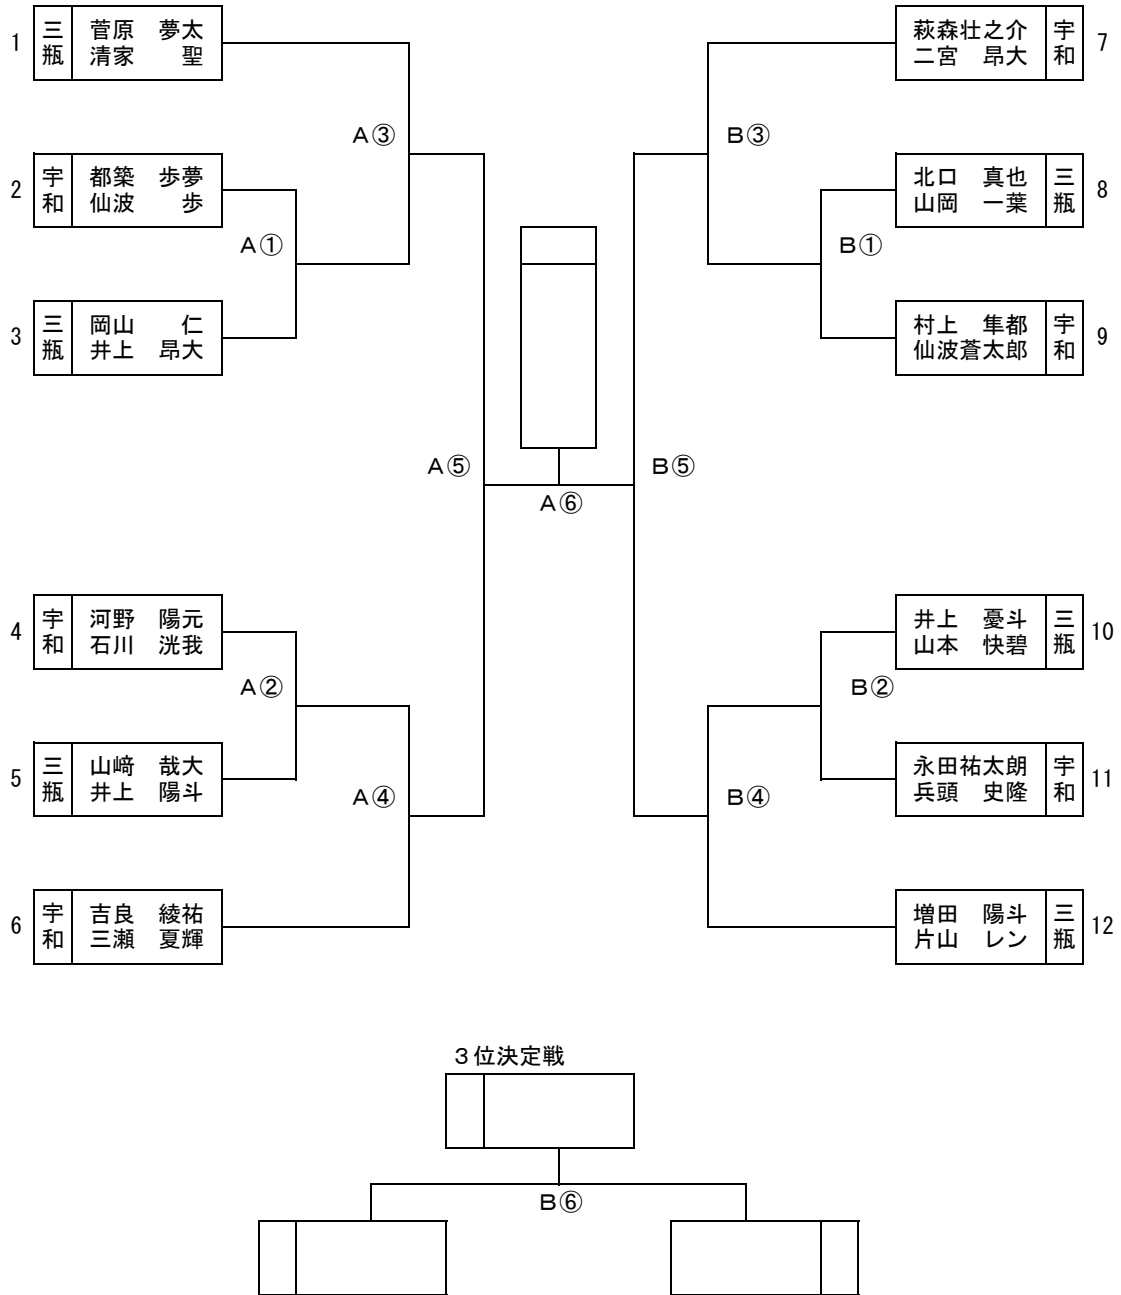 1 三瓶 菅原　夢太
清家　　聖
A③
2 宇和 都築　歩夢
仙波　　歩
A①
3 三瓶 岡山　　仁
井上　昂大
A⑤
4 宇和 河野　陽元
石川　洸我
A②
5 三瓶 山﨑　哉大
井上　陽斗
A④
6 宇和 吉良　綾祐
三瀬　夏輝
A⑥
萩森壮之介 宇和 7
二宮　昂大
B③
北口　真也 三瓶 8
山岡　一葉
B①
村上　隼都 宇和 9
仙波蒼太郎
B⑤
井上　憂斗 三瓶 10
山本　快碧
B②
永田祐太朗 宇和 11
兵頭　史隆
B④
増田　陽斗 三瓶 12
片山　レン
３位決定戦
B⑥